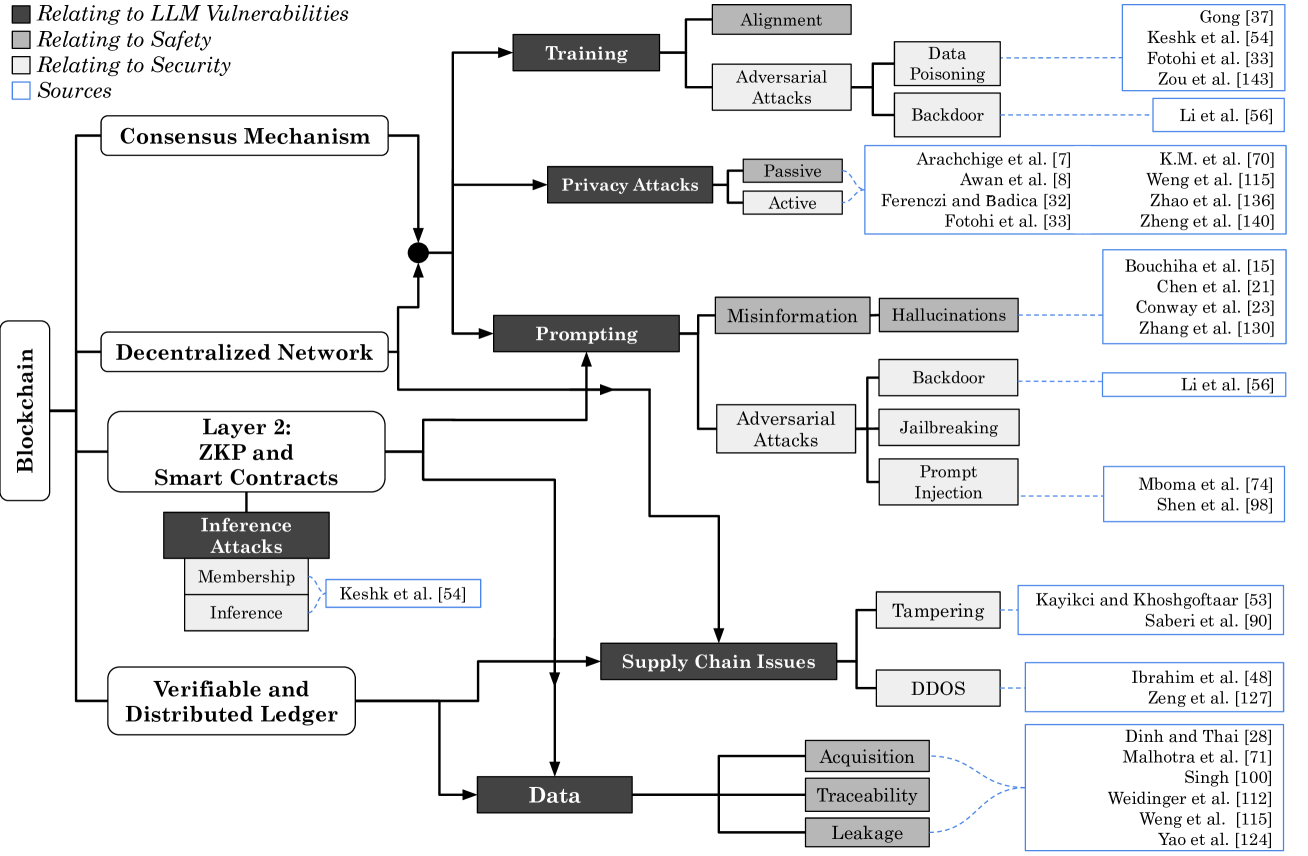 Relating to LLM Vulnerabilities
Relating to Safety
Relating to Security
Sources
Blockchain
Consensus Mechanism
Decentralized Network
Layer 2:
ZKP and
Smart Contracts
Inference
Attacks
Membership
Inference
Keshk et al. [54]
Verifiable and
Distributed Ledger
Training
Alignment
Adversarial
Attacks
Data
Poisoning
Backdoor
Gong [37]
Keshk et al. [54]
Fotohi et al. [33]
Zou et al. [143]
Li et al. [56]
Privacy Attacks
Passive
Active
Arachchige et al. [7]
Awan et al. [8]
Ferenczi and Badica [32]
Fotohi et al. [33]
K.M. et al. [70]
Weng et al. [115]
Zhao et al. [136]
Zheng et al. [140]
Prompting
Misinformation
Hallucinations
Bouchiha et al. [15]
Chen et al. [21]
Conway et al. [23]
Zhang et al. [130]
Adversarial
Attacks
Backdoor
Jailbreaking
Prompt
Injection
Li et al. [56]
Mboma et al. [74]
Shen et al. [98]
Supply Chain Issues
Tampering
DDOS
Kayikci and Khoshgoftaar [53]
Saberi et al. [90]
Ibrahim et al. [48]
Zeng et al. [127]
Data
Acquisition
Traceability
Leakage
Dinh and Thai [28]
Malhotra et al. [71]
Singh [100]
Weidinger et al. [112]
Weng et al. [115]
Yao et al. [124]